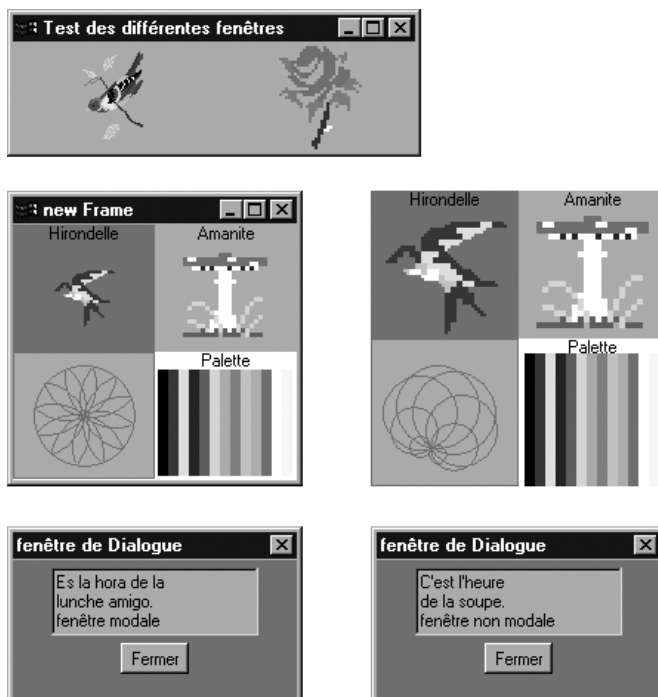 Test des différentes fenêtres
new Frame
Hirondelle
Amanite
Palette
Hirondelle
Amanite
Palette
fenêtre de Dialogue
Es la hora de la
lunche amigo.
fenêtre modale
Fermer
fenêtre de Dialogue
C'est l'heure
de la soupe.
fenêtre non modale
Fermer